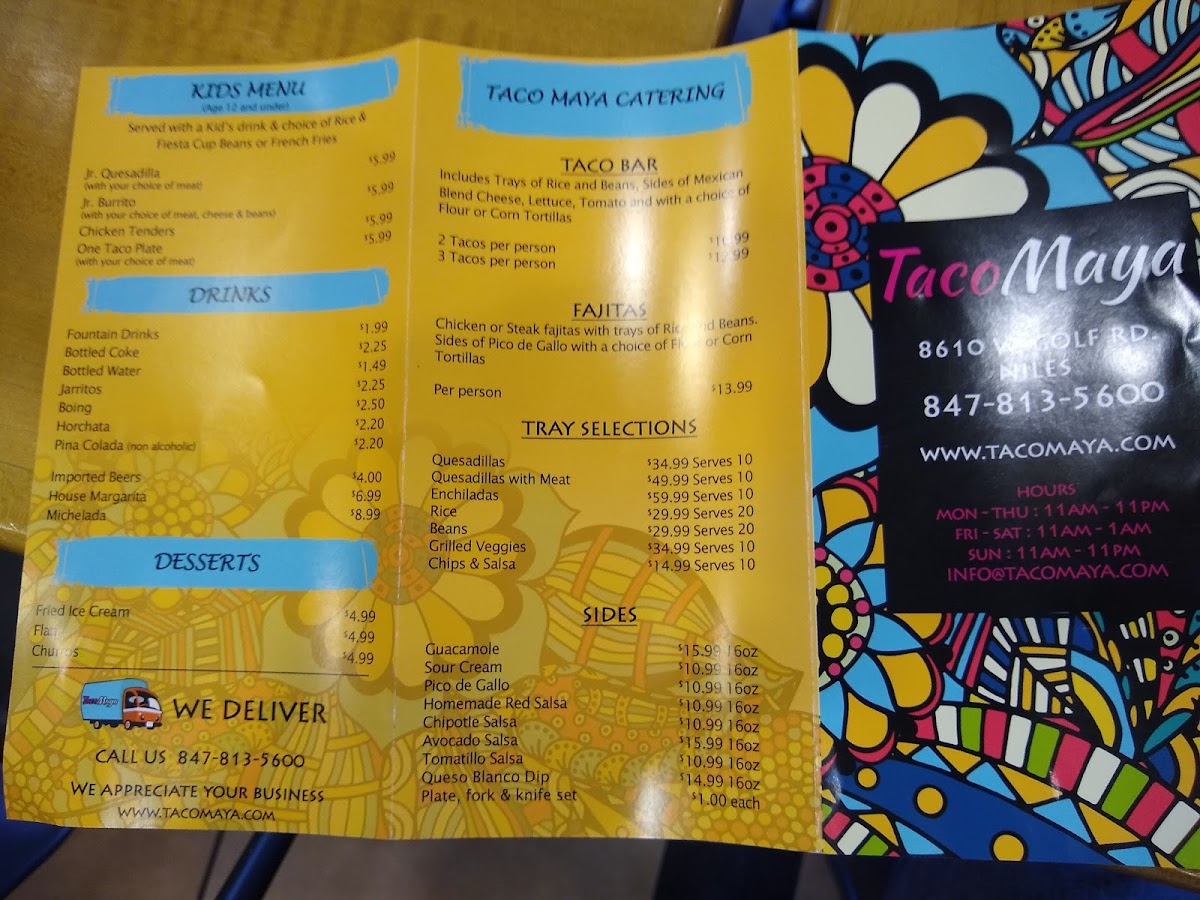 KIDS MENU
(Age 12 and under)
Served with a Kid's drink & choice of Rice &
Fiesta Cup Beans or French Fries
Jr. Quesadilla $5.99
(with your choice of meat)
Jr. Burrito $5.99
(with your choice of meat, cheese & beans)
Chicken Tenders $5.99
One Taco Plate $5.99
(with your choice of meat)
DRINKS
Fountain Drinks $1.99
Bottled Coke $2.25
Bottled Water $1.49
Jarritos $2.25
Boing $2.50
Horchata $2.20
Pina Colada (non alcoholic) $2.20
Imported Beers $4.00
House Margarita $6.99
Michelada $8.99
DESSERTS
Fried Ice Cream $4.99
$4.99
Churros $4.99
TacoMaya
WE DELIVER
CALL US 847-813-5600
WE APPRECIATE YOUR BUSINESS
WWW.TACOMAYA.COM
TACO MAYA CATERING
TACO BAR
Includes Trays of Rice and Beans, Sides of Mexican
Blend Cheese, Lettuce, Tomato and with a choice of
Flour or Corn Tortillas
2 Tacos per person $10.99
3 Tacos per person $12.99
FAJITAS
Chicken or Steak fajitas with trays of Rice and Beans.
Sides of Pico de Gallo with a choice of Flour or Corn
Tortillas
Per person $13.99
TRAY SELECTIONS
Quesadillas $34.99 Serves 10
Quesadillas with Meat $49.99 Serves 10
Enchiladas $59.99 Serves 10
Rice $29.99 Serves 20
Beans $29.99 Serves 20
Grilled Veggies $34.99 Serves 10
Chips & Salsa $14.99 Serves 10
SIDES
Guacamole $15.99 16oz
Sour Cream $10.99 16oz
Pico de Gallo $10.99 16oz
Homemade Red Salsa $10.99 16oz
Chipotle Salsa $10.99 16oz
Avocado Salsa $15.99 16oz
Tomatillo Salsa $10.99 16oz
Queso Blanco Dip $14.99 16oz
Plate, fork & knife set $1.00 each
TacoMaya
8610 W. GOLF RD.
NILES
847-813-5600
WWW.TACOMAYA.COM
HOURS
MON - THU : 11AM - 11PM
FRI - SAT : 11AM - 1AM
SUN : 11AM - 11PM
INFO@TACOMAYA.COM